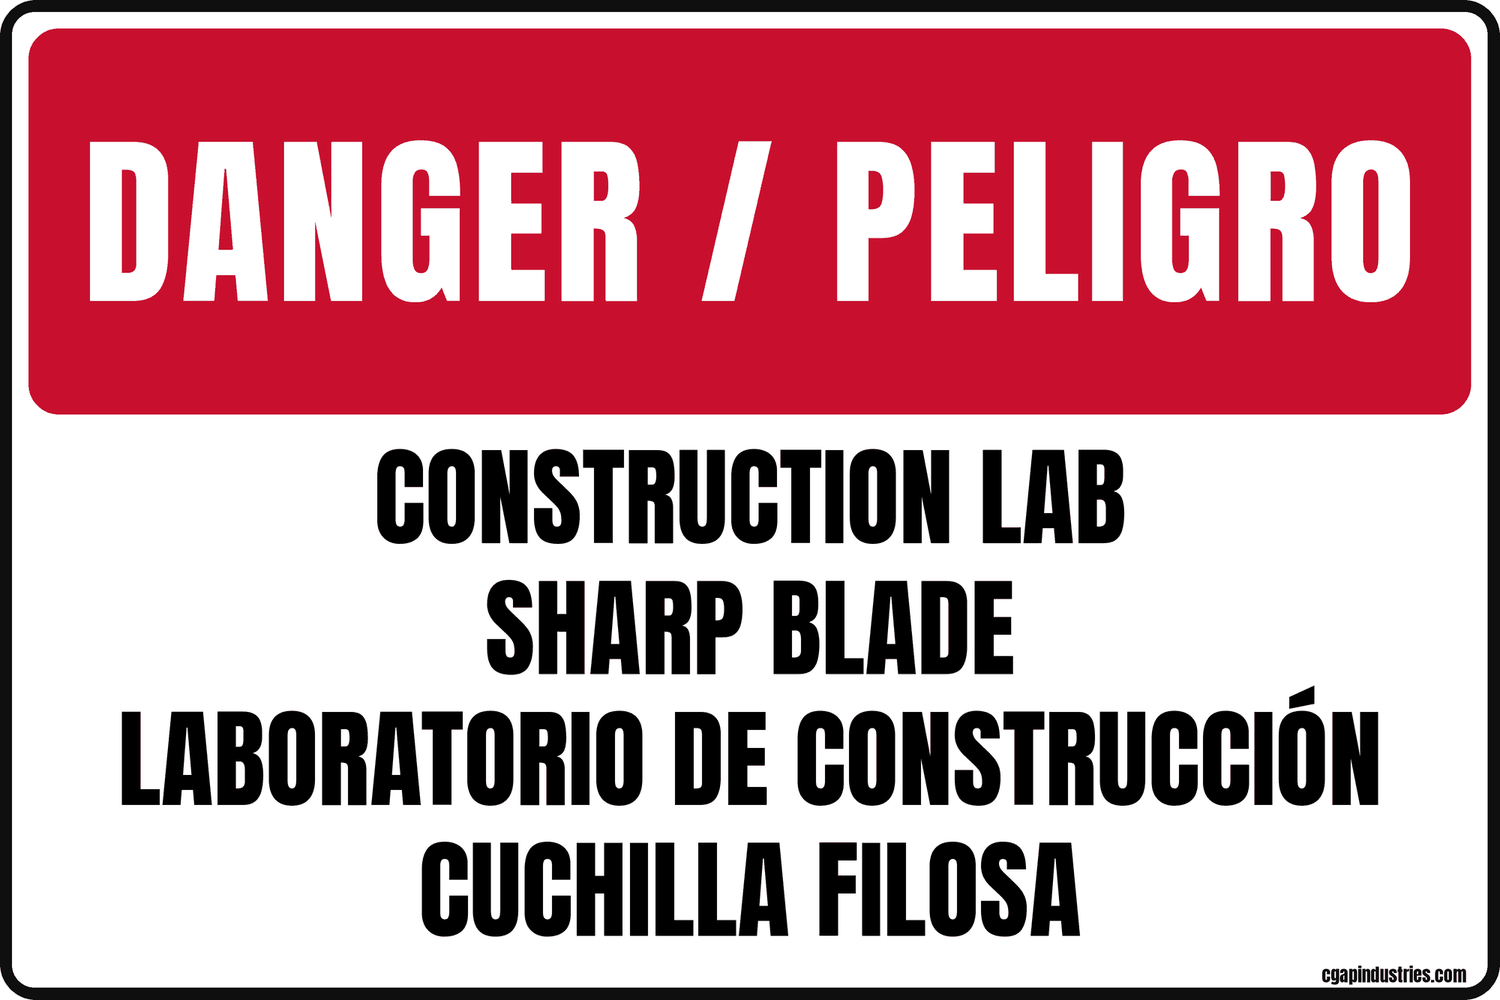 DANGER / PELIGRO
CONSTRUCTION LAB
SHARP BLADE
LABORATORIO DE CONSTRUCCIÓN
CUCHILLA FILOSA
cgapindustries.com